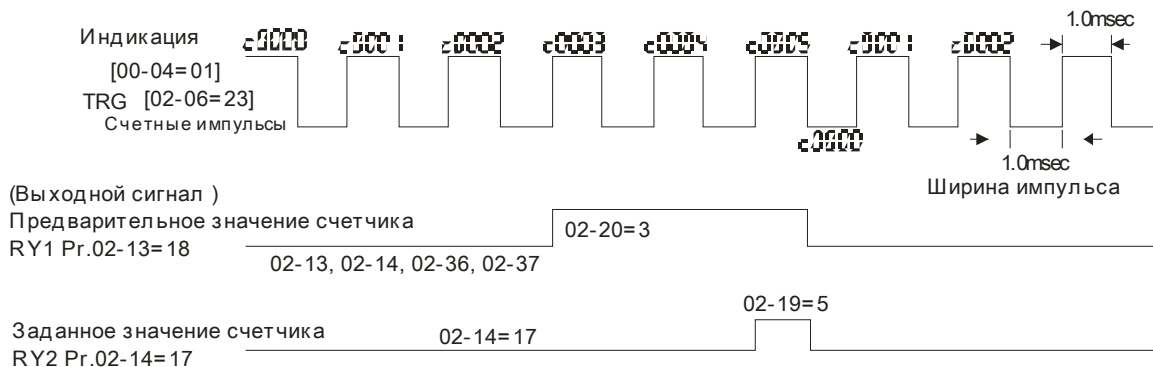 1.0msec
Индикация c0000 c0001 c0002 c0003 c0004 c0005 c0001 c0002
[00-04=01]
TRG [02-06=23]
Счетные импульсы
c0000
1.0msec
Ширина импульса
(Выходной сигнал )
Предварительное значение счетчика
02-20=3
RY1 Pr.02-13=18
02-13, 02-14, 02-36, 02-37
02-19=5
Заданное значение счетчика
02-14=17
RY2 Pr.02-14=17